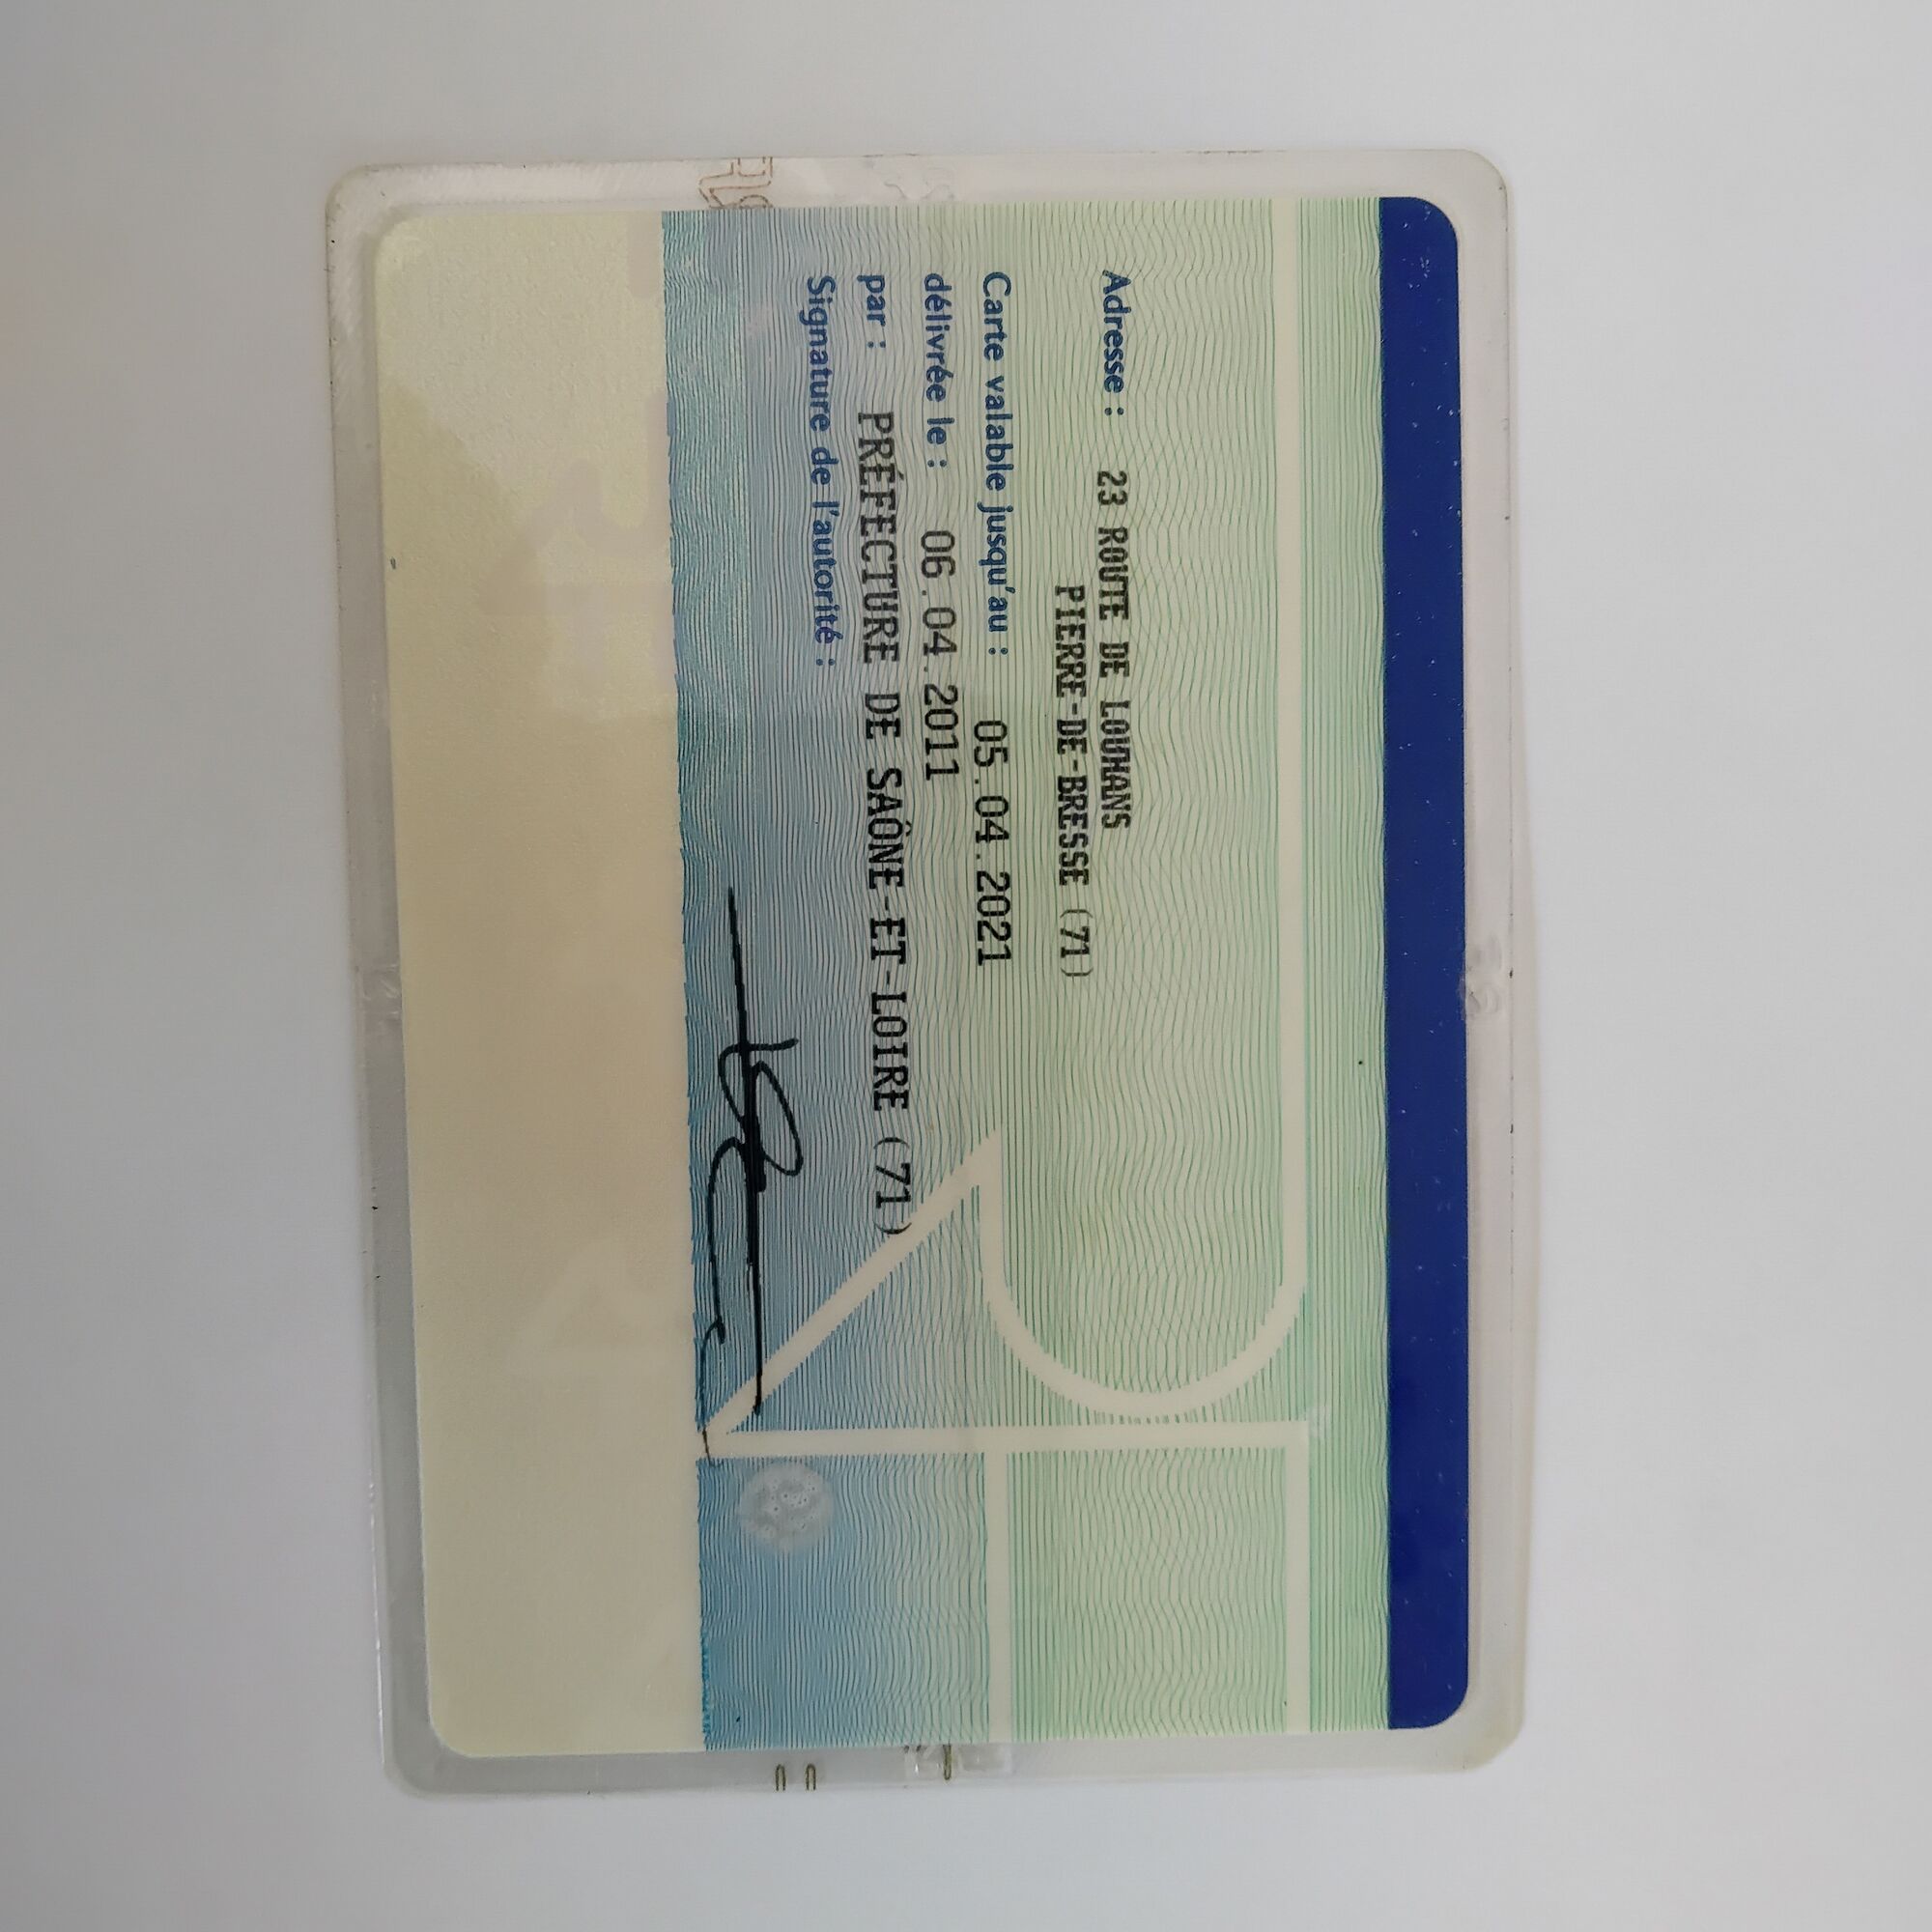 Adresse : 23 ROUTE DE LOUHANS
PIERRE-DE-BRESSE (71)
Carte valable jusqu'au : 05.04.2021
délivrée le : 06.04.2011
par : PRÉFECTURE DE SAÔNE-ET-LOIRE (71)
Signature de l'autorité :